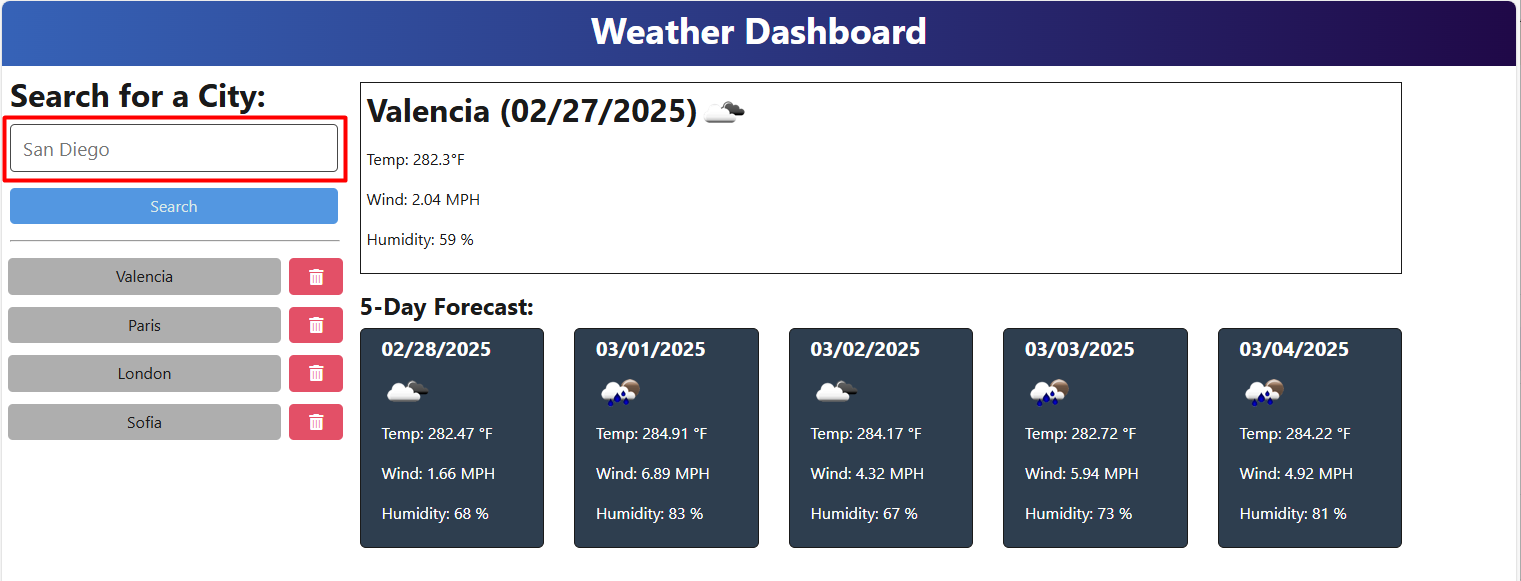 Weather Dashboard
Search for a City:
San Diego
Search
Valencia
Paris
London
Sofia
Valencia (02/27/2025)
Temp: 282.3°F
Wind: 2.04 MPH
Humidity: 59 %
5-Day Forecast:
02/28/2025
Temp: 282.47 °F
Wind: 1.66 MPH
Humidity: 68 %
03/01/2025
Temp: 284.91 °F
Wind: 6.89 MPH
Humidity: 83 %
03/02/2025
Temp: 284.17 °F
Wind: 4.32 MPH
Humidity: 67 %
03/03/2025
Temp: 282.72 °F
Wind: 5.94 MPH
Humidity: 73 %
03/04/2025
Temp: 284.22 °F
Wind: 4.92 MPH
Humidity: 81 %